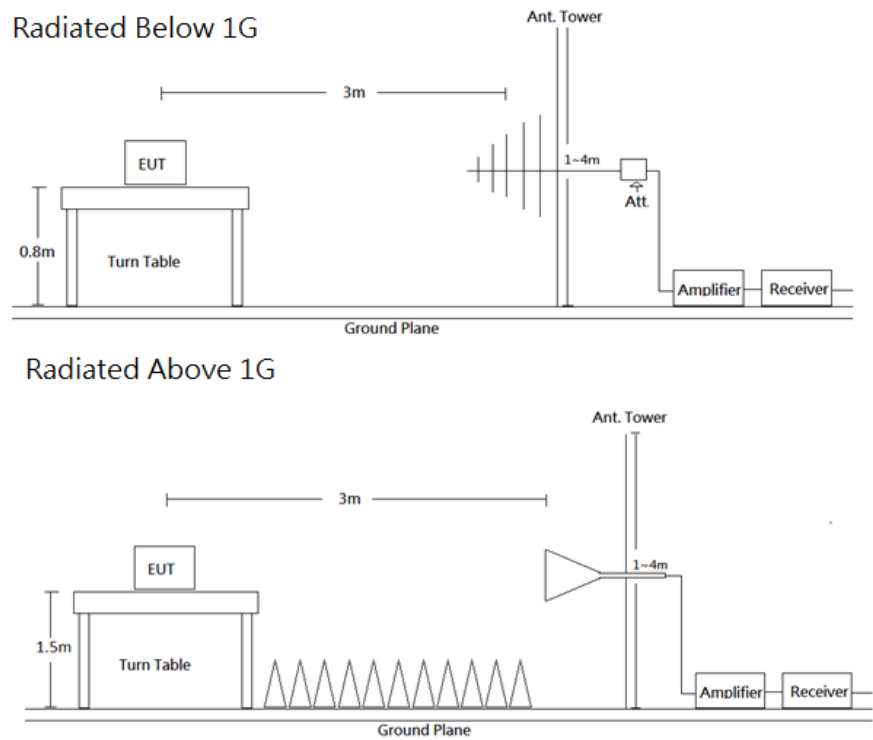 Radiated Below 1G
Ant. Tower
3m
EUT
1~4m
Att.
0.8m
Turn Table
Amplifier
Receiver
Ground Plane
Radiated Above 1G
Ant. Tower
3m
EUT
1~4m
1.5m
Turn Table
Amplifier
Receiver
Ground Plane